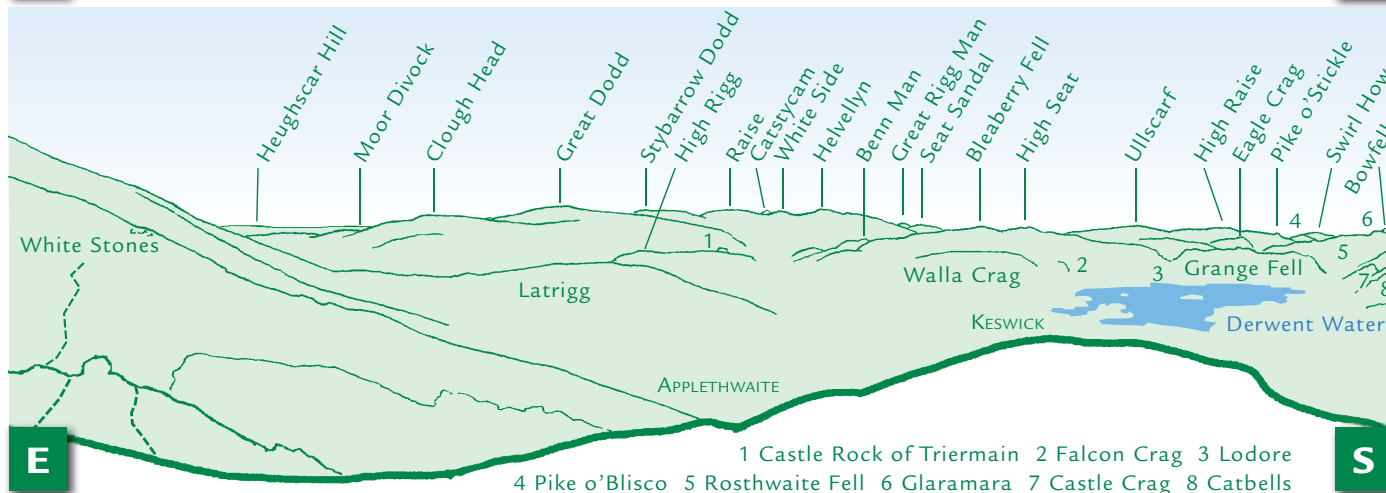 Heughscar Hill
Moor Divock
Clough Head
Great Dodd
Stybarrow Dodd
High Rigg
Raise
Catstycam
White Side
Helvellyn
Benn Man
Great Rigg Man
Seat Sandal
Bleaberry Fell
High Seat
Ullscarf
High Raise
Eagle Crag
Pike o'Stickle
Swirl How
Bowfell
4
6
White Stones
1
5
Walla Crag
2
3
Grange Fell
7
8
Latrigg
KESWICK
Derwent Water
APPLETHWAITE
E
S
1 Castle Rock of Triermain 2 Falcon Crag 3 Lodore
4 Pike o'Blisco 5 Rosthwaite Fell 6 Glaramara 7 Castle Crag 8 Catbells